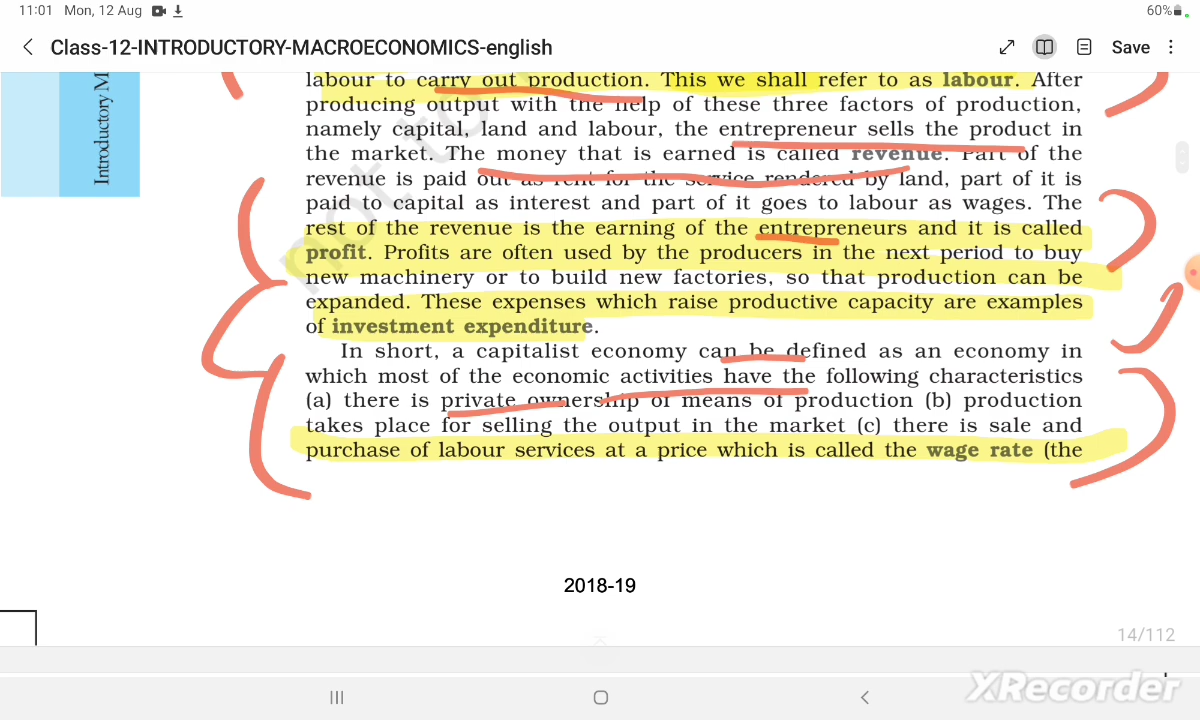 11:01 Mon, 12 Aug
60%
Class-12-INTRODUCTORY-MACROECONOMICS-english
Save
Introductory M
labour to carry out production. This we shall refer to as labour. After
producing output with the help of these three factors of production,
namely capital, land and labour, the entrepreneur sells the product in
the market. The money that is earned is called revenue. Part of the
revenue is paid out as rent for the service rendered by land, part of it is
paid to capital as interest and part of it goes to labour as wages. The
rest of the revenue is the earning of the entrepreneurs and it is called
profit. Profits are often used by the producers in the next period to buy
new machinery or to build new factories, so that production can be
expanded. These expenses which raise productive capacity are examples
of investment expenditure.
In short, a capitalist economy can be defined as an economy in
which most of the economic activities have the following characteristics
(a) there is private ownership of means of production (b) production
takes place for selling the output in the market (c) there is sale and
purchase of labour services at a price which is called the wage rate (the
not to
2018-19
14/112
XRecorder